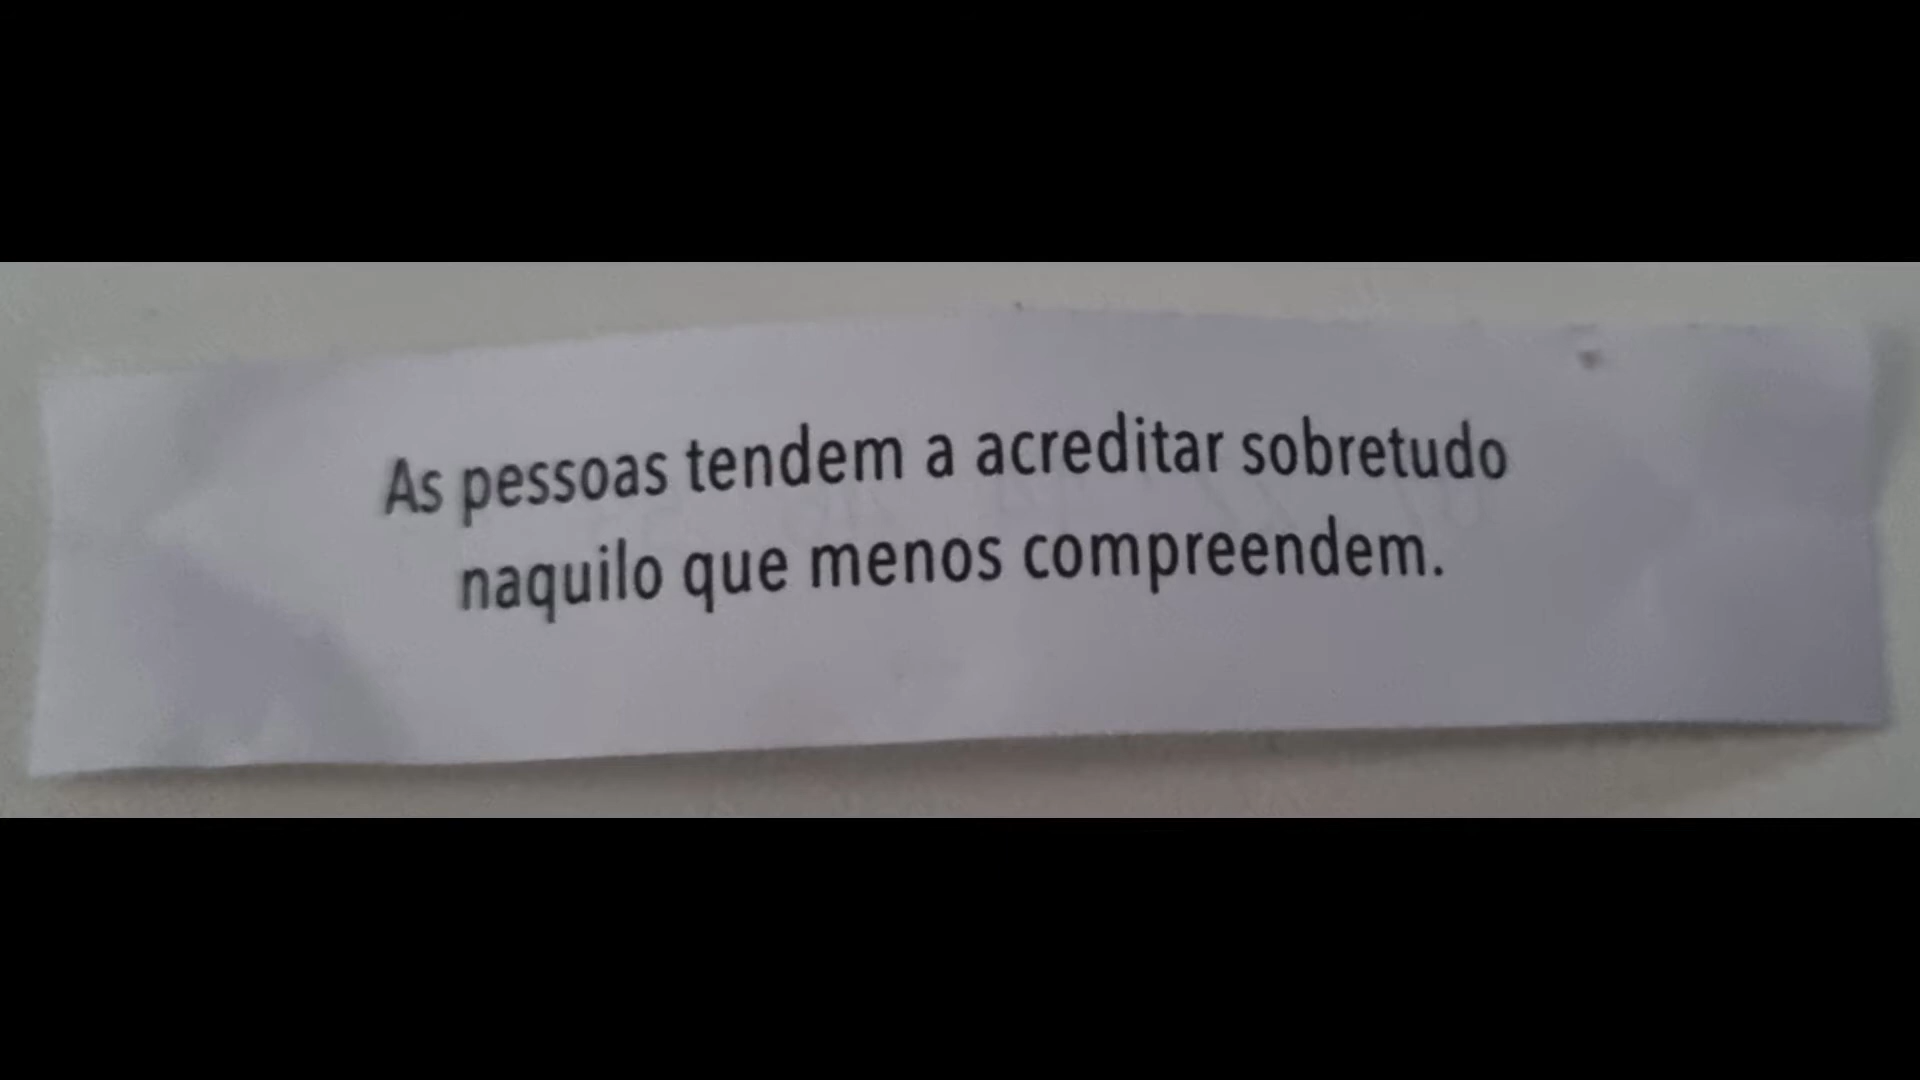 As pessoas tendem a acreditar sobretudo
naquilo que menos compreendem.